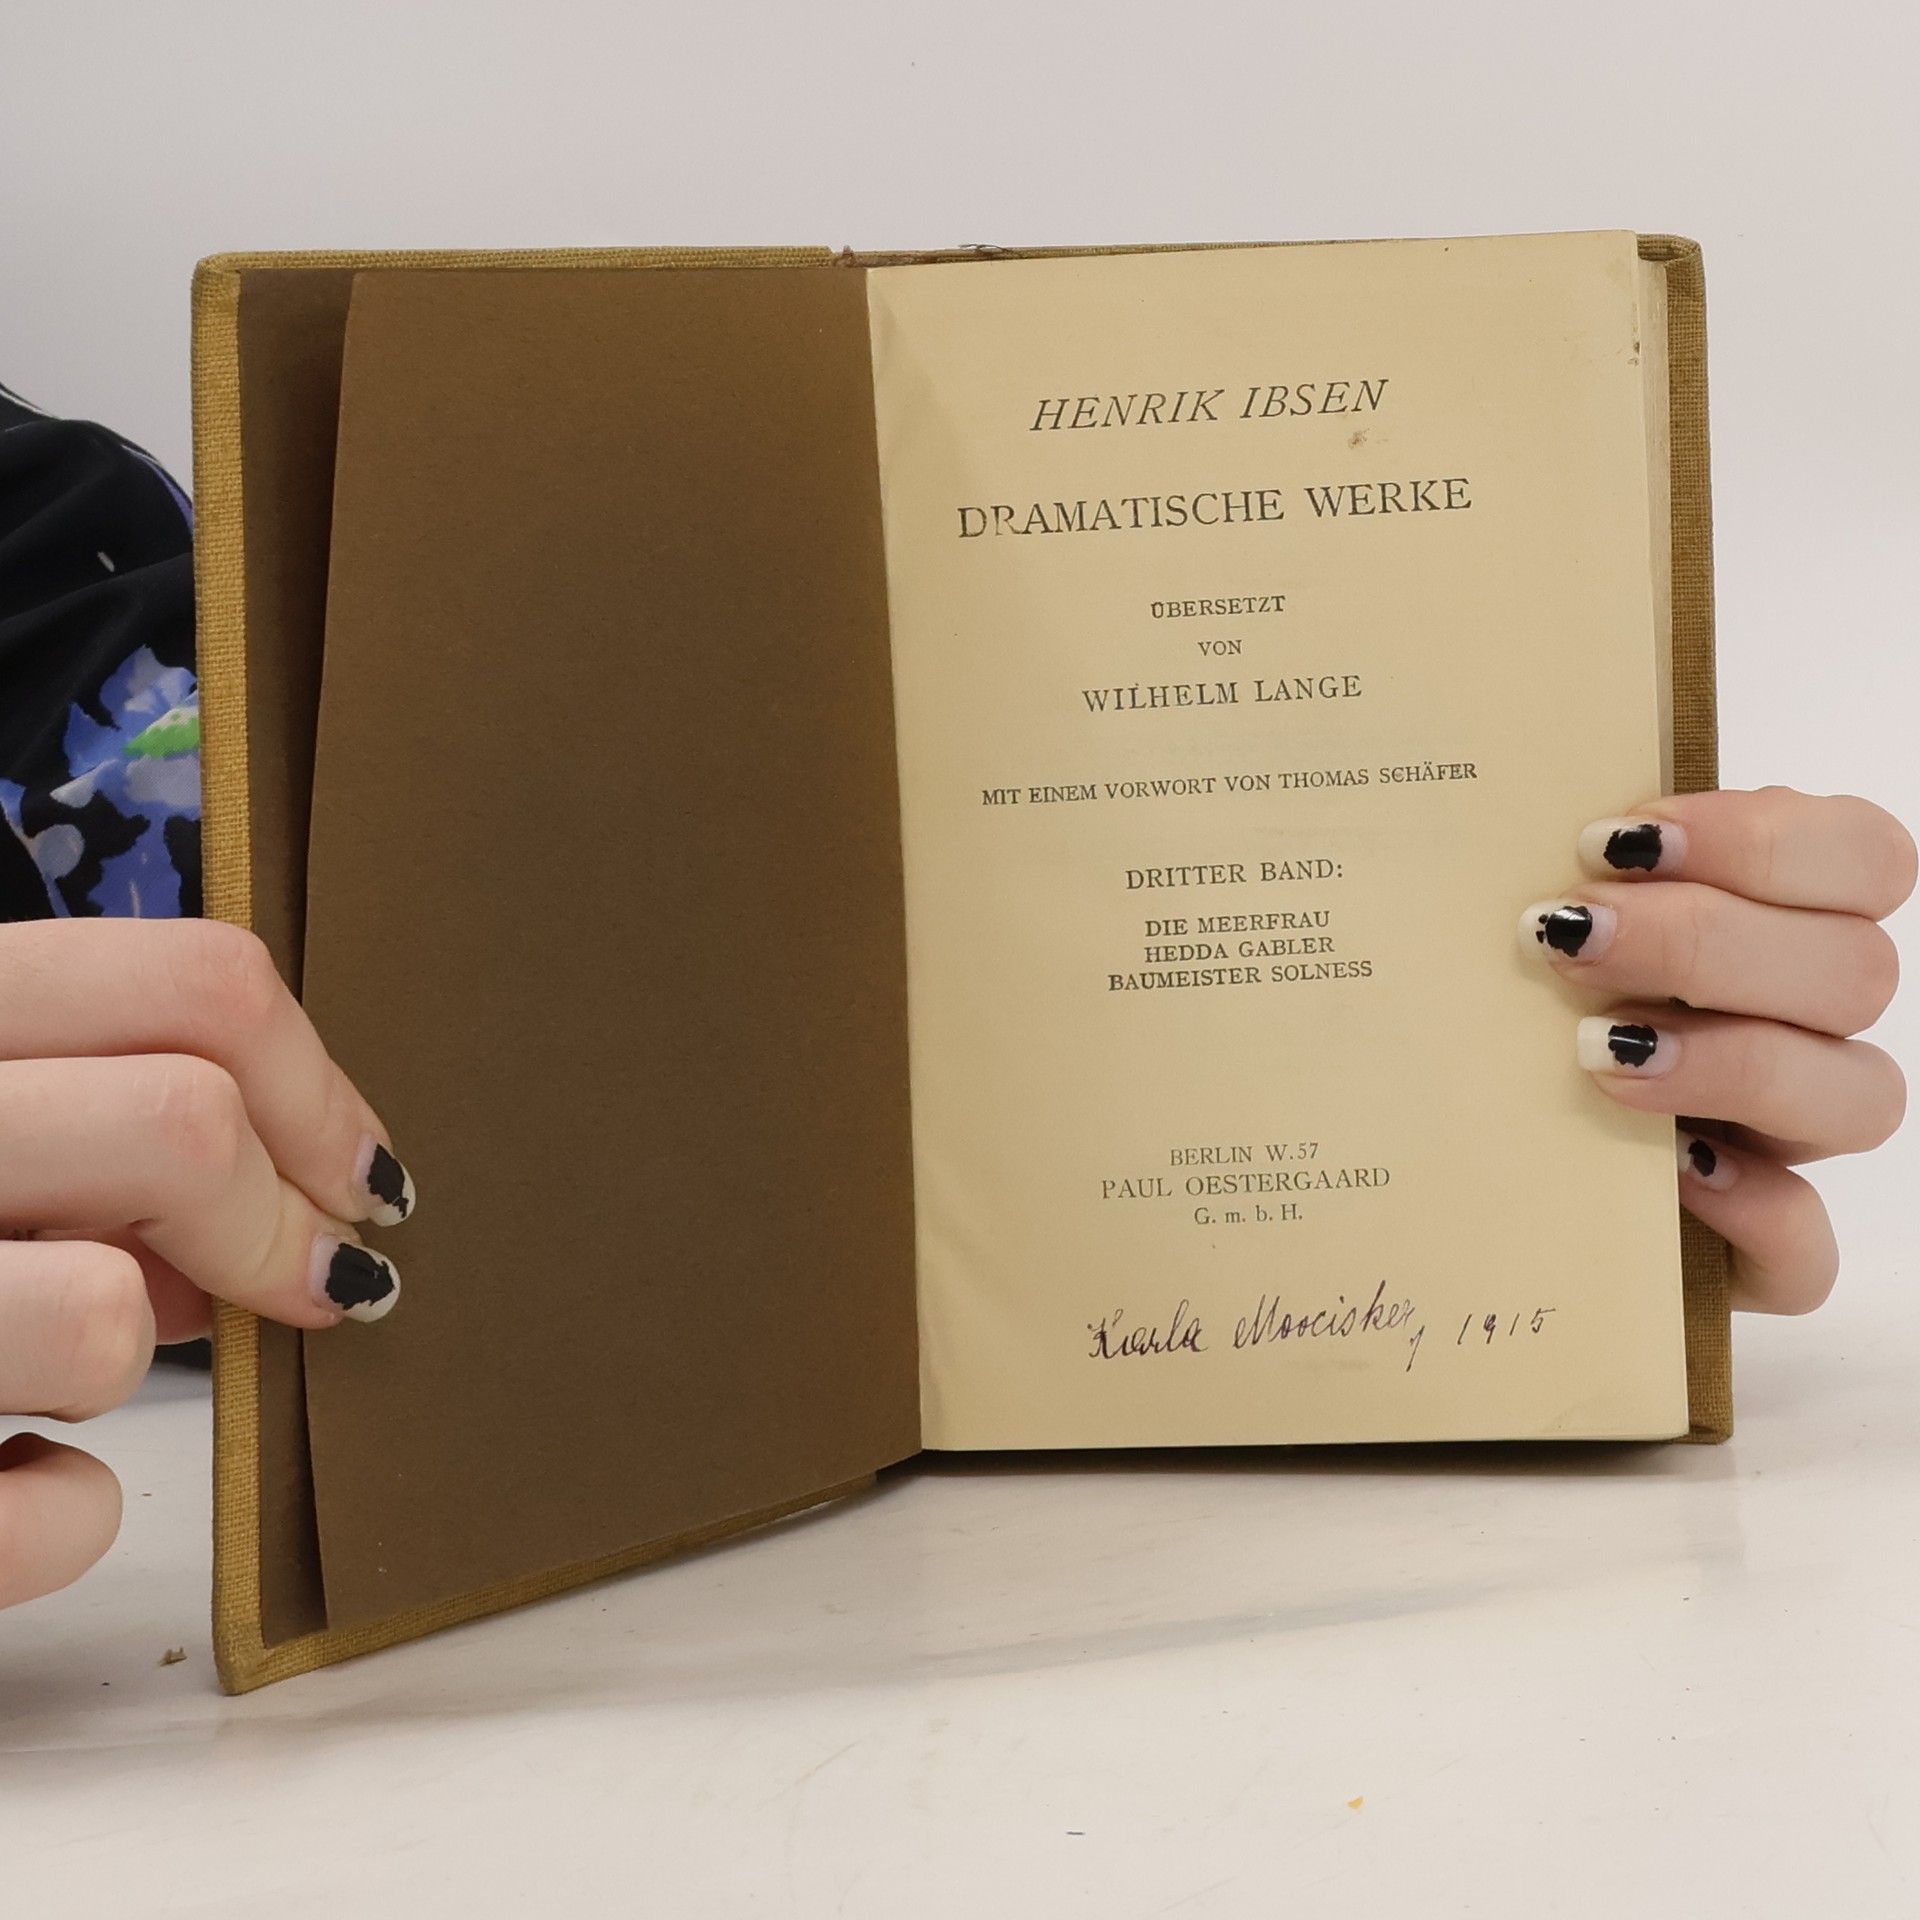 HENRIK IBSEN
DRAMATISCHE WERKE
ÜBERSETZT
VON
WILHELM LANGE
MIT EINEM VORWORT VON THOMAS SCHÄFER
DRITTER BAND:
DIE MEERFRAU
HEDDA GABLER
BAUMEISTER SOLNESS
BERLIN W.57
PAUL OESTERGAARD
G. m. b. H.
Karla 1915